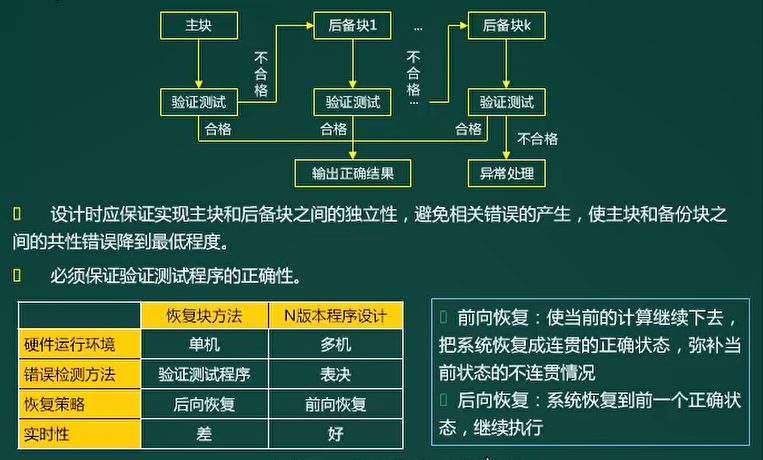 主块
后备块1
...
后备块k
不合格
不合格
...
验证测试
验证测试
验证测试
合格
合格
合格
不合格
输出正确结果
异常处理
设计时应保证实现主块和后备块之间的独立性，避免相关错误的产生，使主块和备份块之
间的共性错误降到最低程度。
必须保证验证测试程序的正确性。
恢复块方法 N版本程序设计
硬件运行环境 单机 多机
错误检测方法 验证测试程序 表决
恢复策略 后向恢复 前向恢复
实时性 差 好
前向恢复：使当前的计算继续下去，
把系统恢复成连贯的正确状态，弥补当
前状态的不连贯情况
后向恢复：系统恢复到前一个正确状
态，继续执行